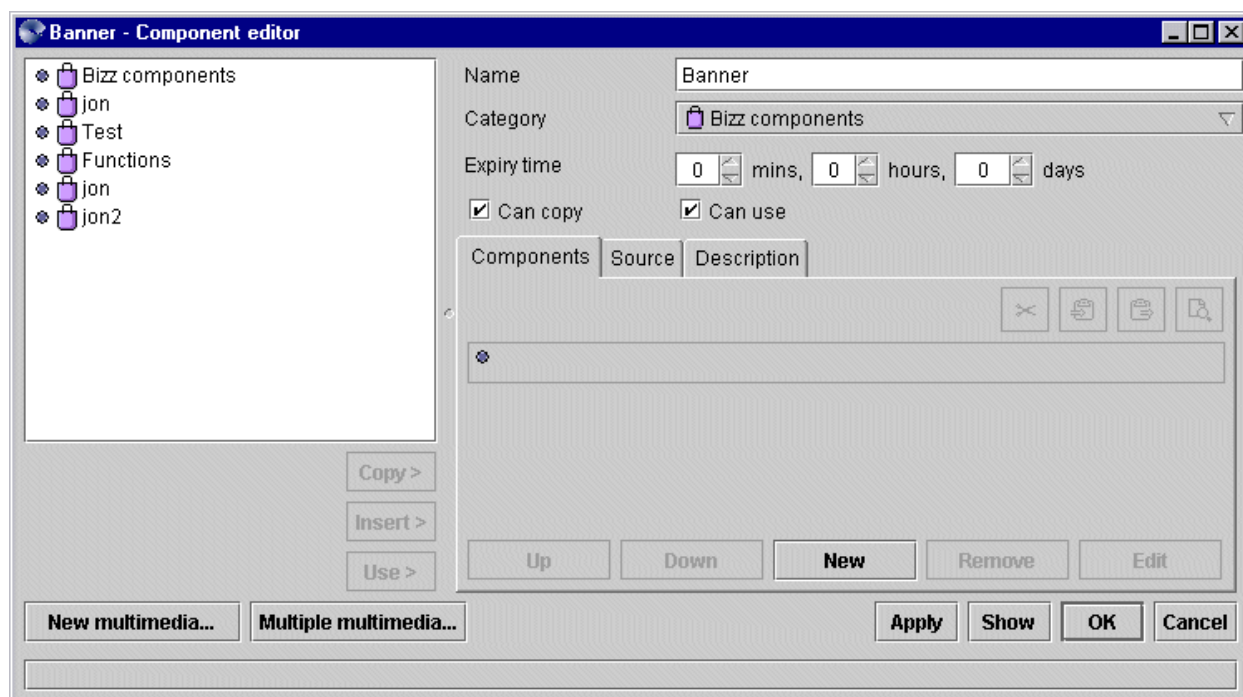 Banner - Component editor
Bizz components
jon
Test
Functions
jon
jon2
Name
Banner
Category
Bizz components
Expiry time
0 mins, 0 hours, 0 days
Can copy
Can use
Components Source Description
Copy >
Insert >
Use >
Up Down New Remove Edit
New multimedia... Multiple multimedia... Apply Show OK Cancel